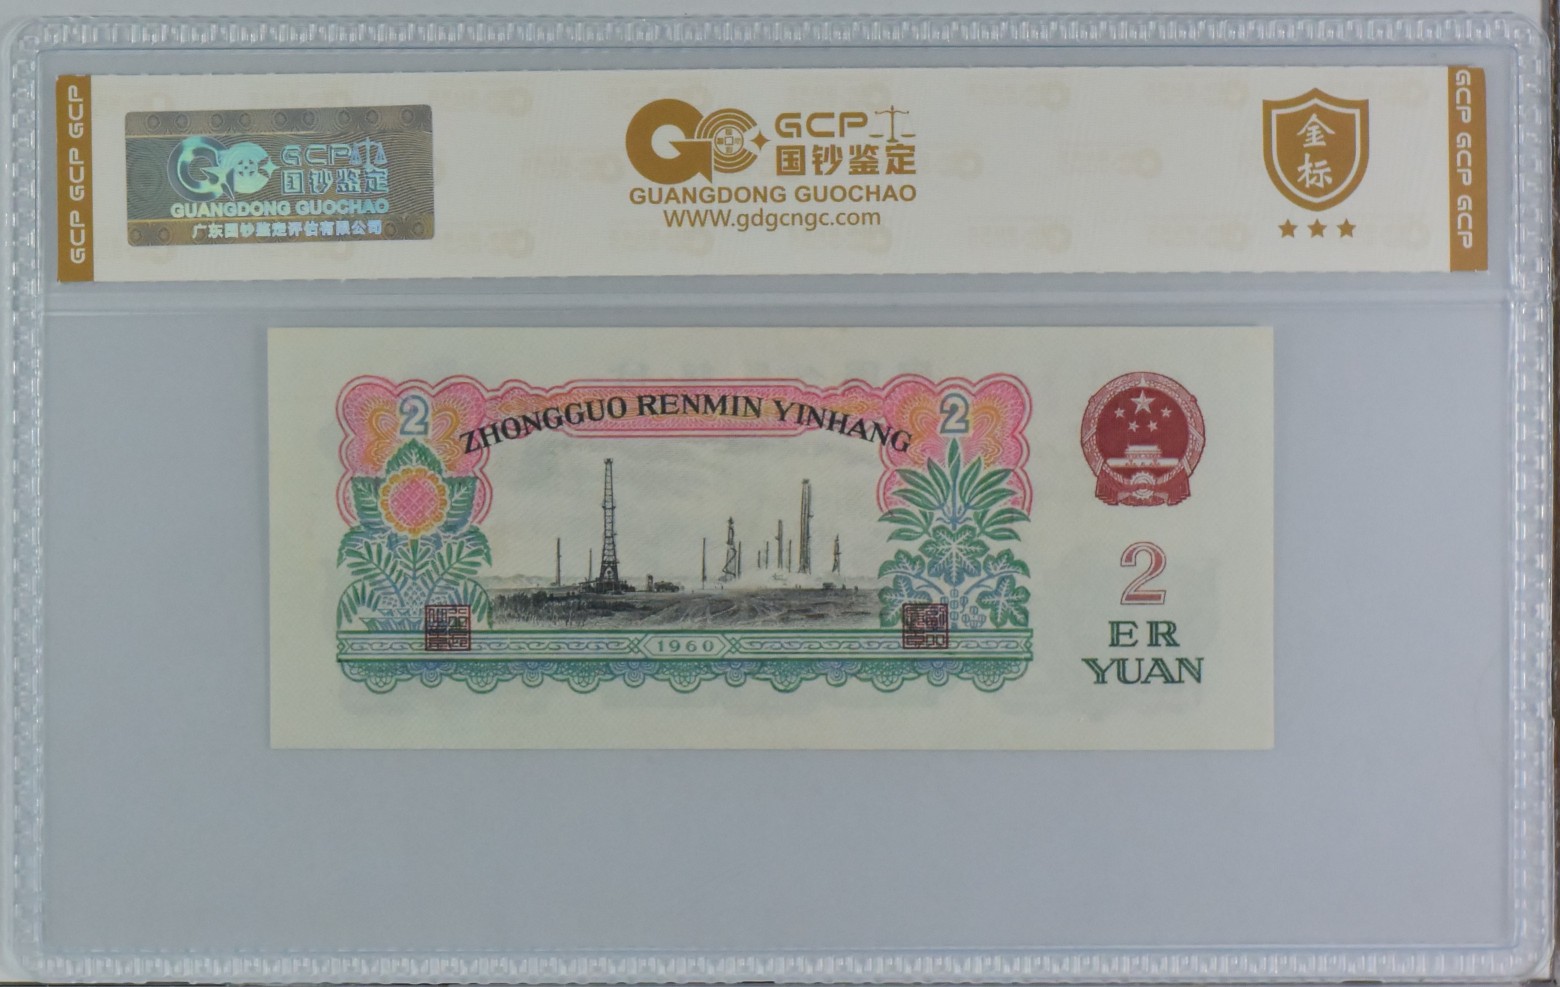 GCP GCP GCP
GCP
国钞鉴定
GUANGDONG GUOCHAO
广东国钞鉴定评估有限公司
GCP
国钞鉴定
GUANGDONG GUOCHAO
WWW.gdgcngc.com
金
标
GCP GCP GCP
2
ZHONGGUO RENMIN YINHANG
2
1960
2
ER
YUAN